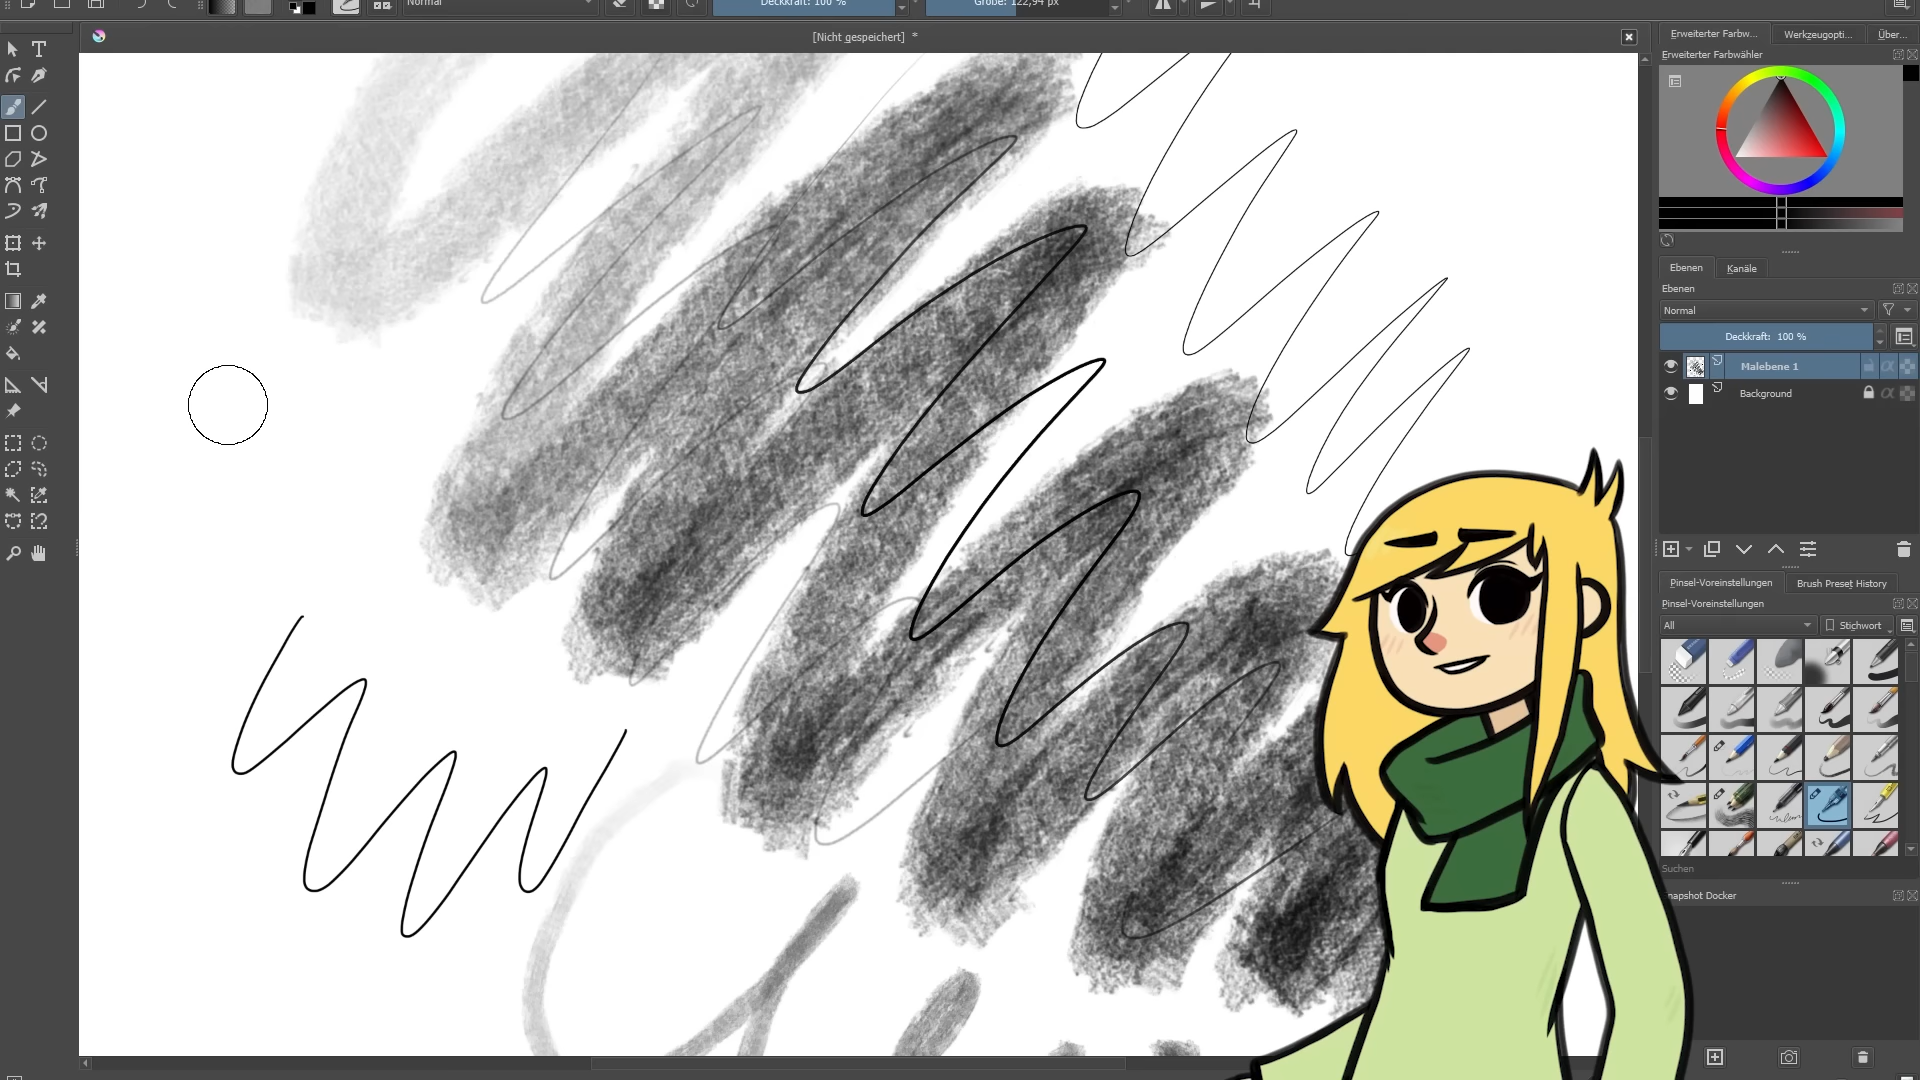 Normal
Deckkraft: 100 %
Größe: 122,94 px
[Nicht gespeichert] *
Erweiterter Farbw...
Werkzeugopti...
Über...
Erweiterter Farbwähler
Ebenen
Kanäle
Ebenen
Normal
Deckkraft: 100 %
Malebene 1
Background
Pinsel-Voreinstellungen
Brush Preset History
Pinsel-Voreinstellungen
All
Stichwort
Suchen
napshot Docker